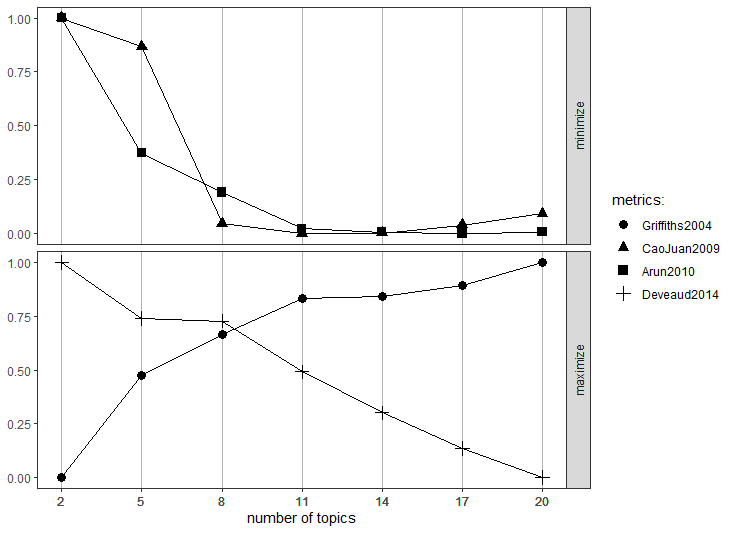 1.00
0.75
0.50
0.25
0.00
minimize
1.00
0.75
0.50
0.25
0.00
maximize
2 5 8 11 14 17 20
number of topics
metrics:
Griffiths2004
CaoJuan2009
Arun2010
Deveaud2014